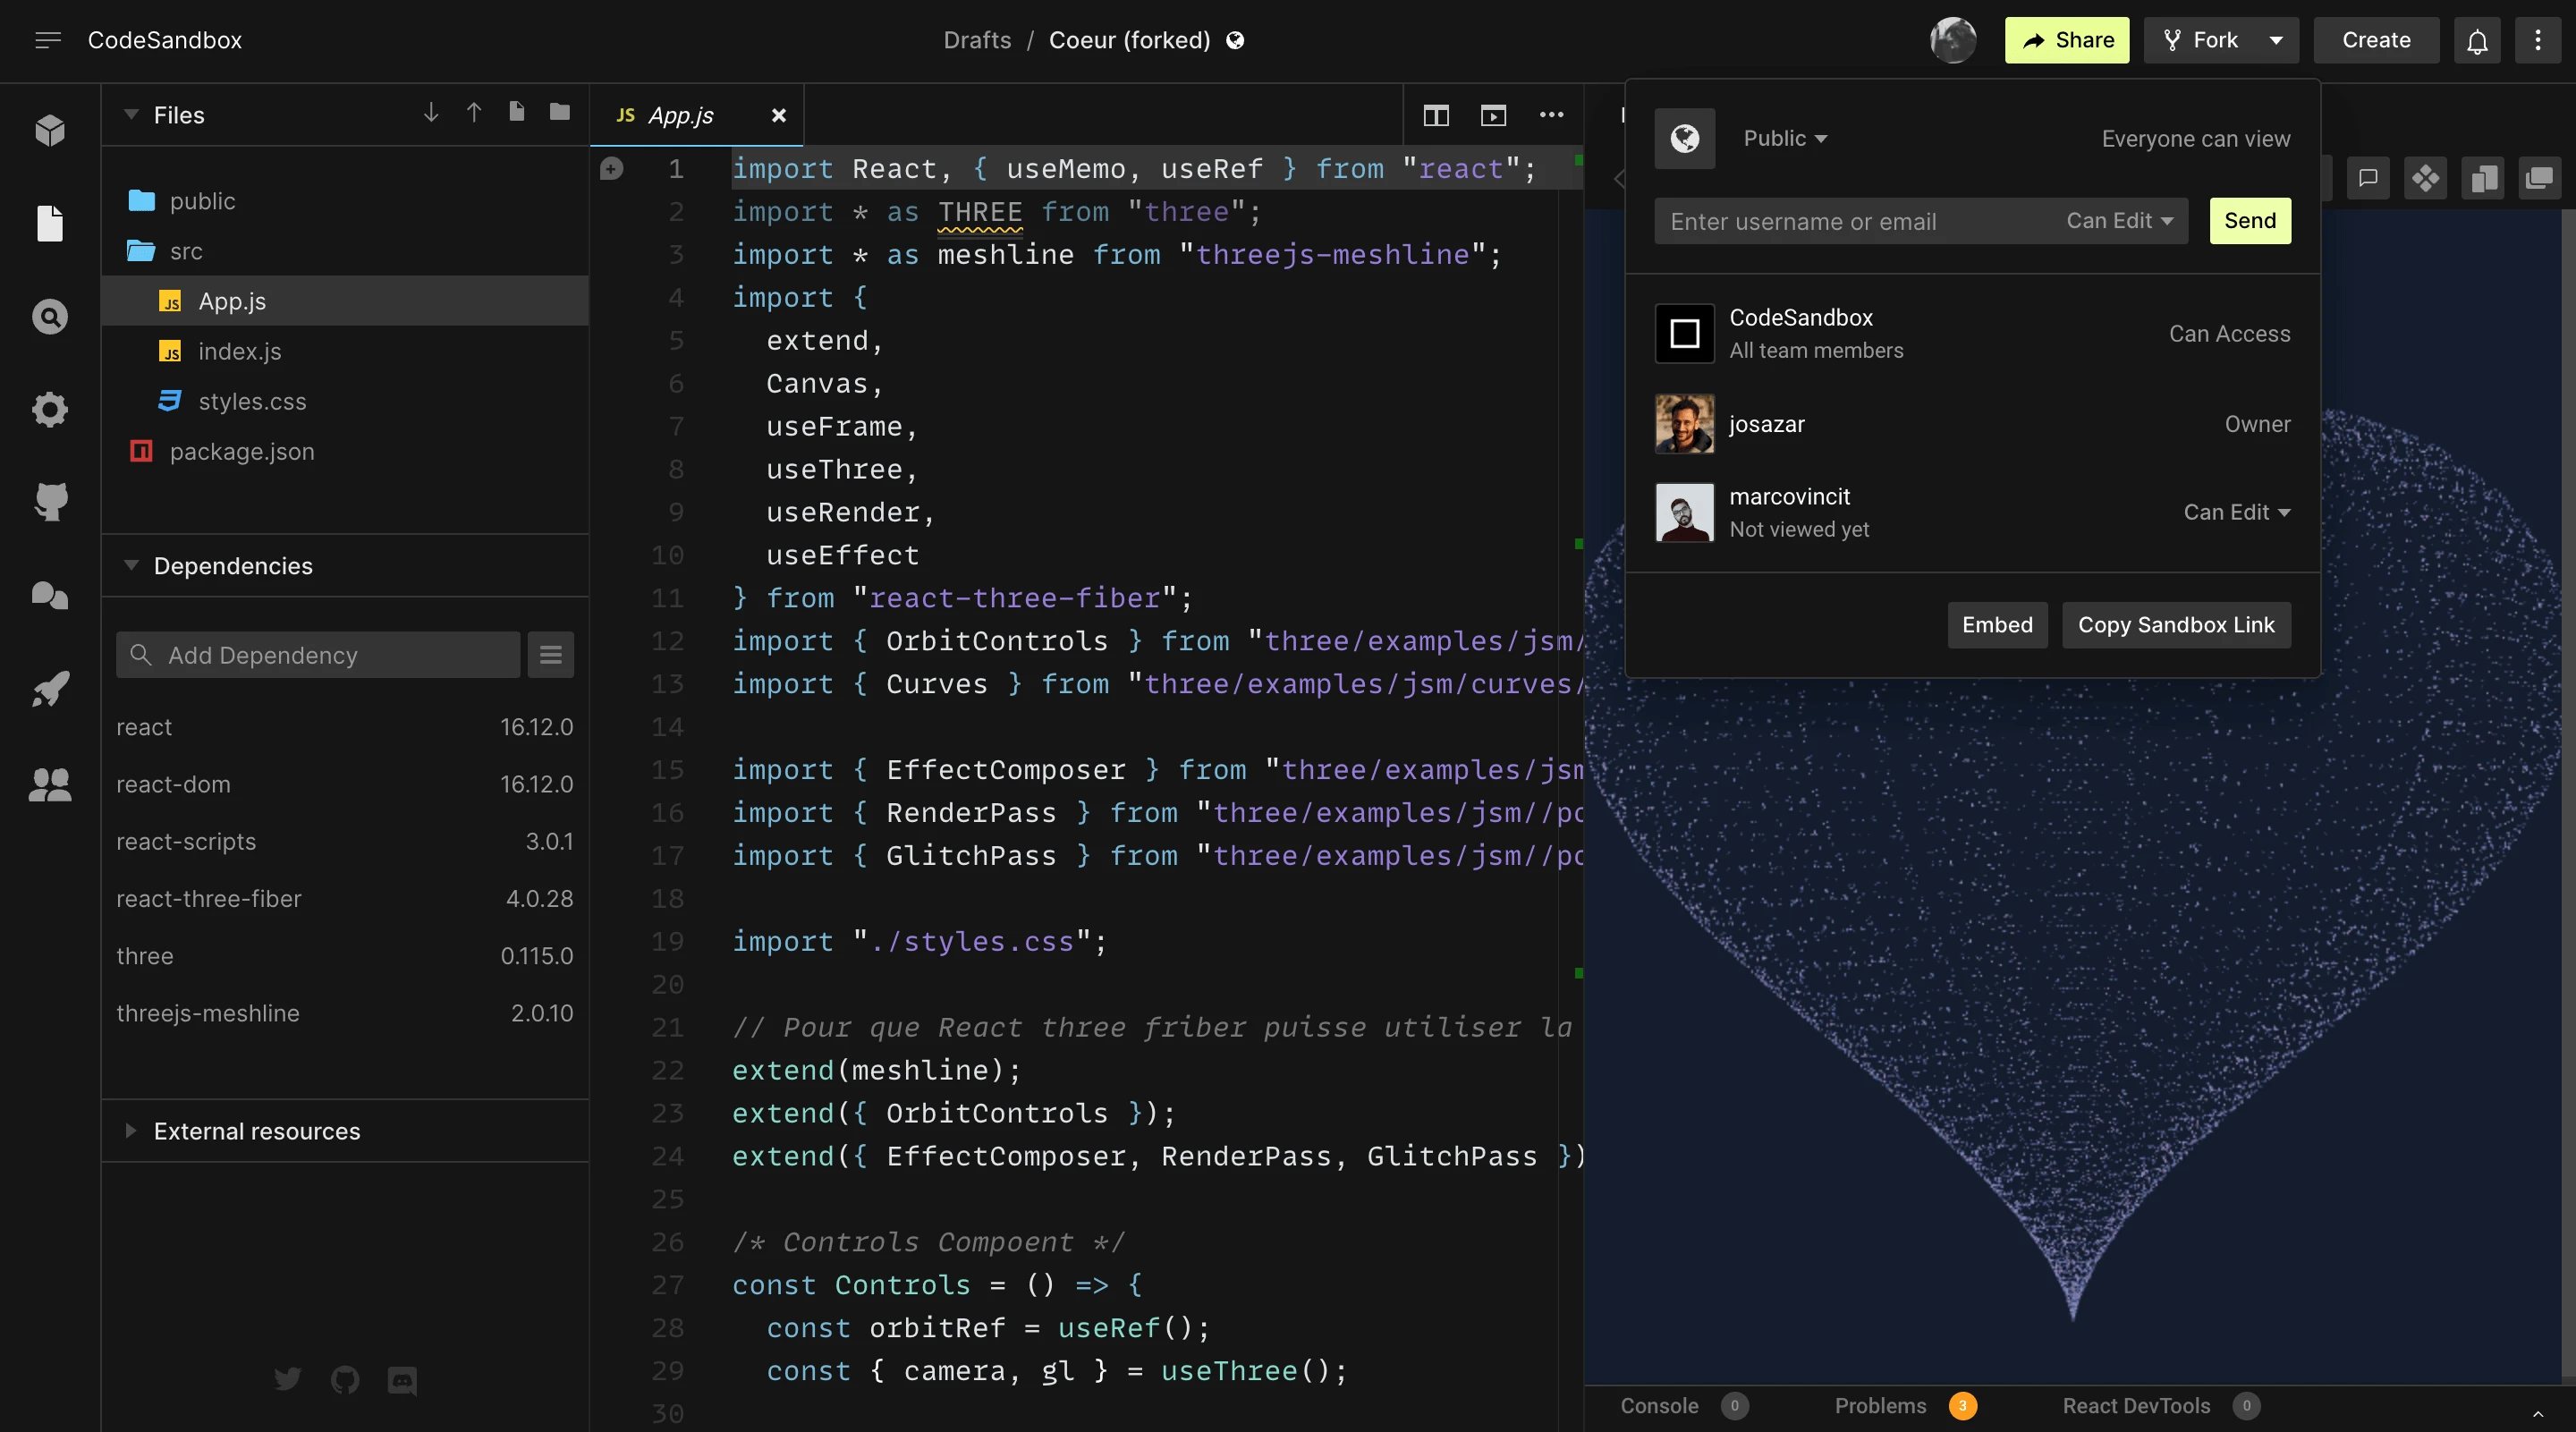 CodeSandbox
Drafts / Coeur (forked)
Share
Fork
Create
Files
public
src
JS App.js
JS index.js
styles.css
package.json
Dependencies
Add Dependency
react 16.12.0
react-dom 16.12.0
react-scripts 3.0.1
react-three-fiber 4.0.28
three 0.115.0
threejs-meshline 2.0.10
External resources
JS App.js
1 import React, { useMemo, useRef } from "react";
2 import * as THREE from "three";
3 import * as meshline from "threejs-meshline";
4 import {
5 extend,
6 Canvas,
7 useFrame,
8 useThree,
9 useRender,
10 useEffect
11 } from "react-three-fiber";
12 import { OrbitControls } from "three/examples/jsm/
13 import { Curves } from "three/examples/jsm/curves/
14
15 import { EffectComposer } from "three/examples/jsm
16 import { RenderPass } from "three/examples/jsm//po
17 import { GlitchPass } from "three/examples/jsm//po
18
19 import "./styles.css";
20
21 // Pour que React three friber puisse utiliser la
22 extend(meshline);
23 extend({ OrbitControls });
24 extend({ EffectComposer, RenderPass, GlitchPass })
25
26 /* Controls Compoent */
27 const Controls = () => {
28 const orbitRef = useRef();
29 const { camera, gl } = useThree();
30
Public
Everyone can view
Enter username or email
Can Edit
Send
CodeSandbox
All team members
Can Access
josazar
Owner
marcovincit
Not viewed yet
Can Edit
Embed
Copy Sandbox Link
Console 0
Problems 3
React DevTools 0